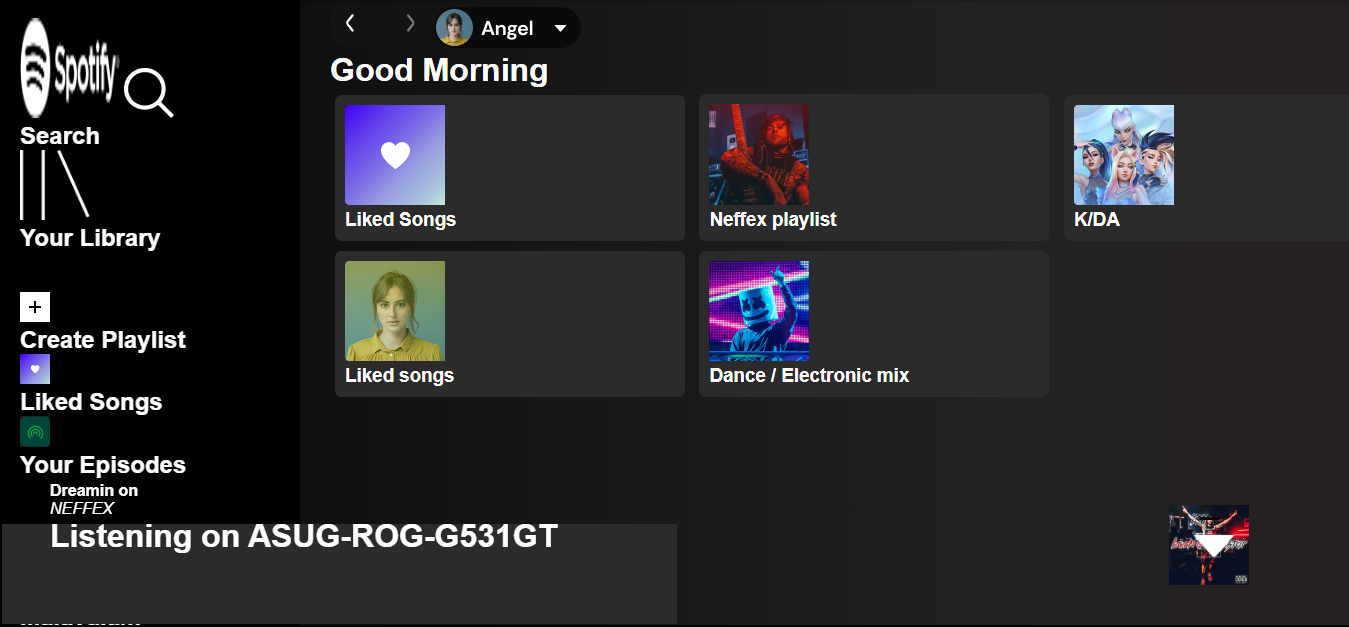 Spotify
Search
Your Library
Create Playlist
Liked Songs
Your Episodes
Dreamin on
NEFFEX
Listening on ASUG-ROG-G531GT
Angel
Good Morning
Liked Songs
Neffex playlist
K/DA
Liked songs
Dance / Electronic mix